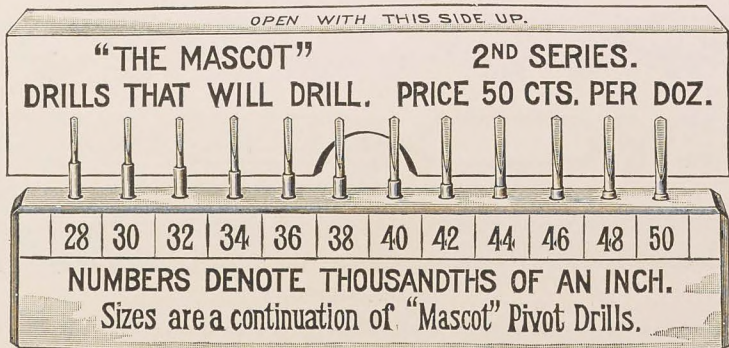 OPEN WITH THIS SIDE UP.
"THE MASCOT" 2ND SERIES.
DRILLS THAT WILL DRILL. PRICE 50 CTS. PER DOZ.
28 30 32 34 36 38 40 42 44 46 48 50
NUMBERS DENOTE THOUSANDTHS OF AN INCH.
Sizes are a continuation of "Mascot" Pivot Drills.